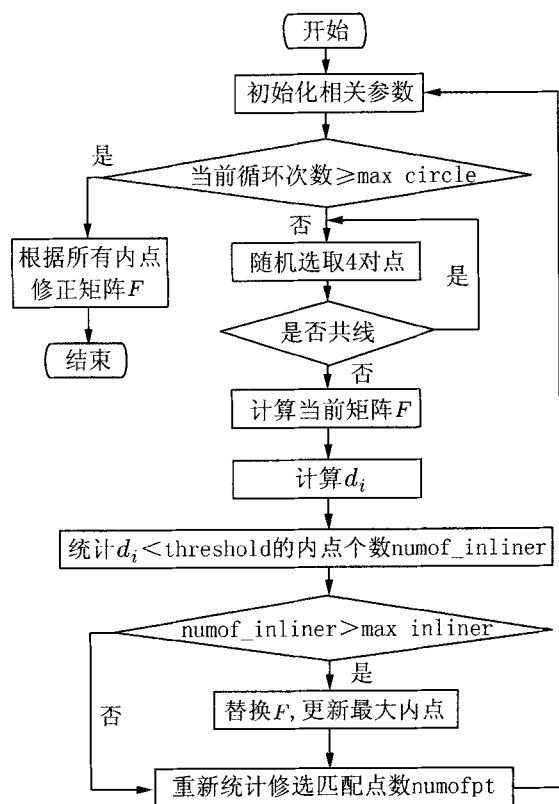 开始
初始化相关参数
是
当前循环次数≥max circle
否
根据所有内点
修正矩阵F
随机选取4对点
是
结束
是否共线
否
计算当前矩阵F
计算dᵢ
统计dᵢ<threshold的内点个数numof_inliner
numof_inliner>max inliner
是
否
替换F,更新最大内点
重新统计修选匹配点数numofpt